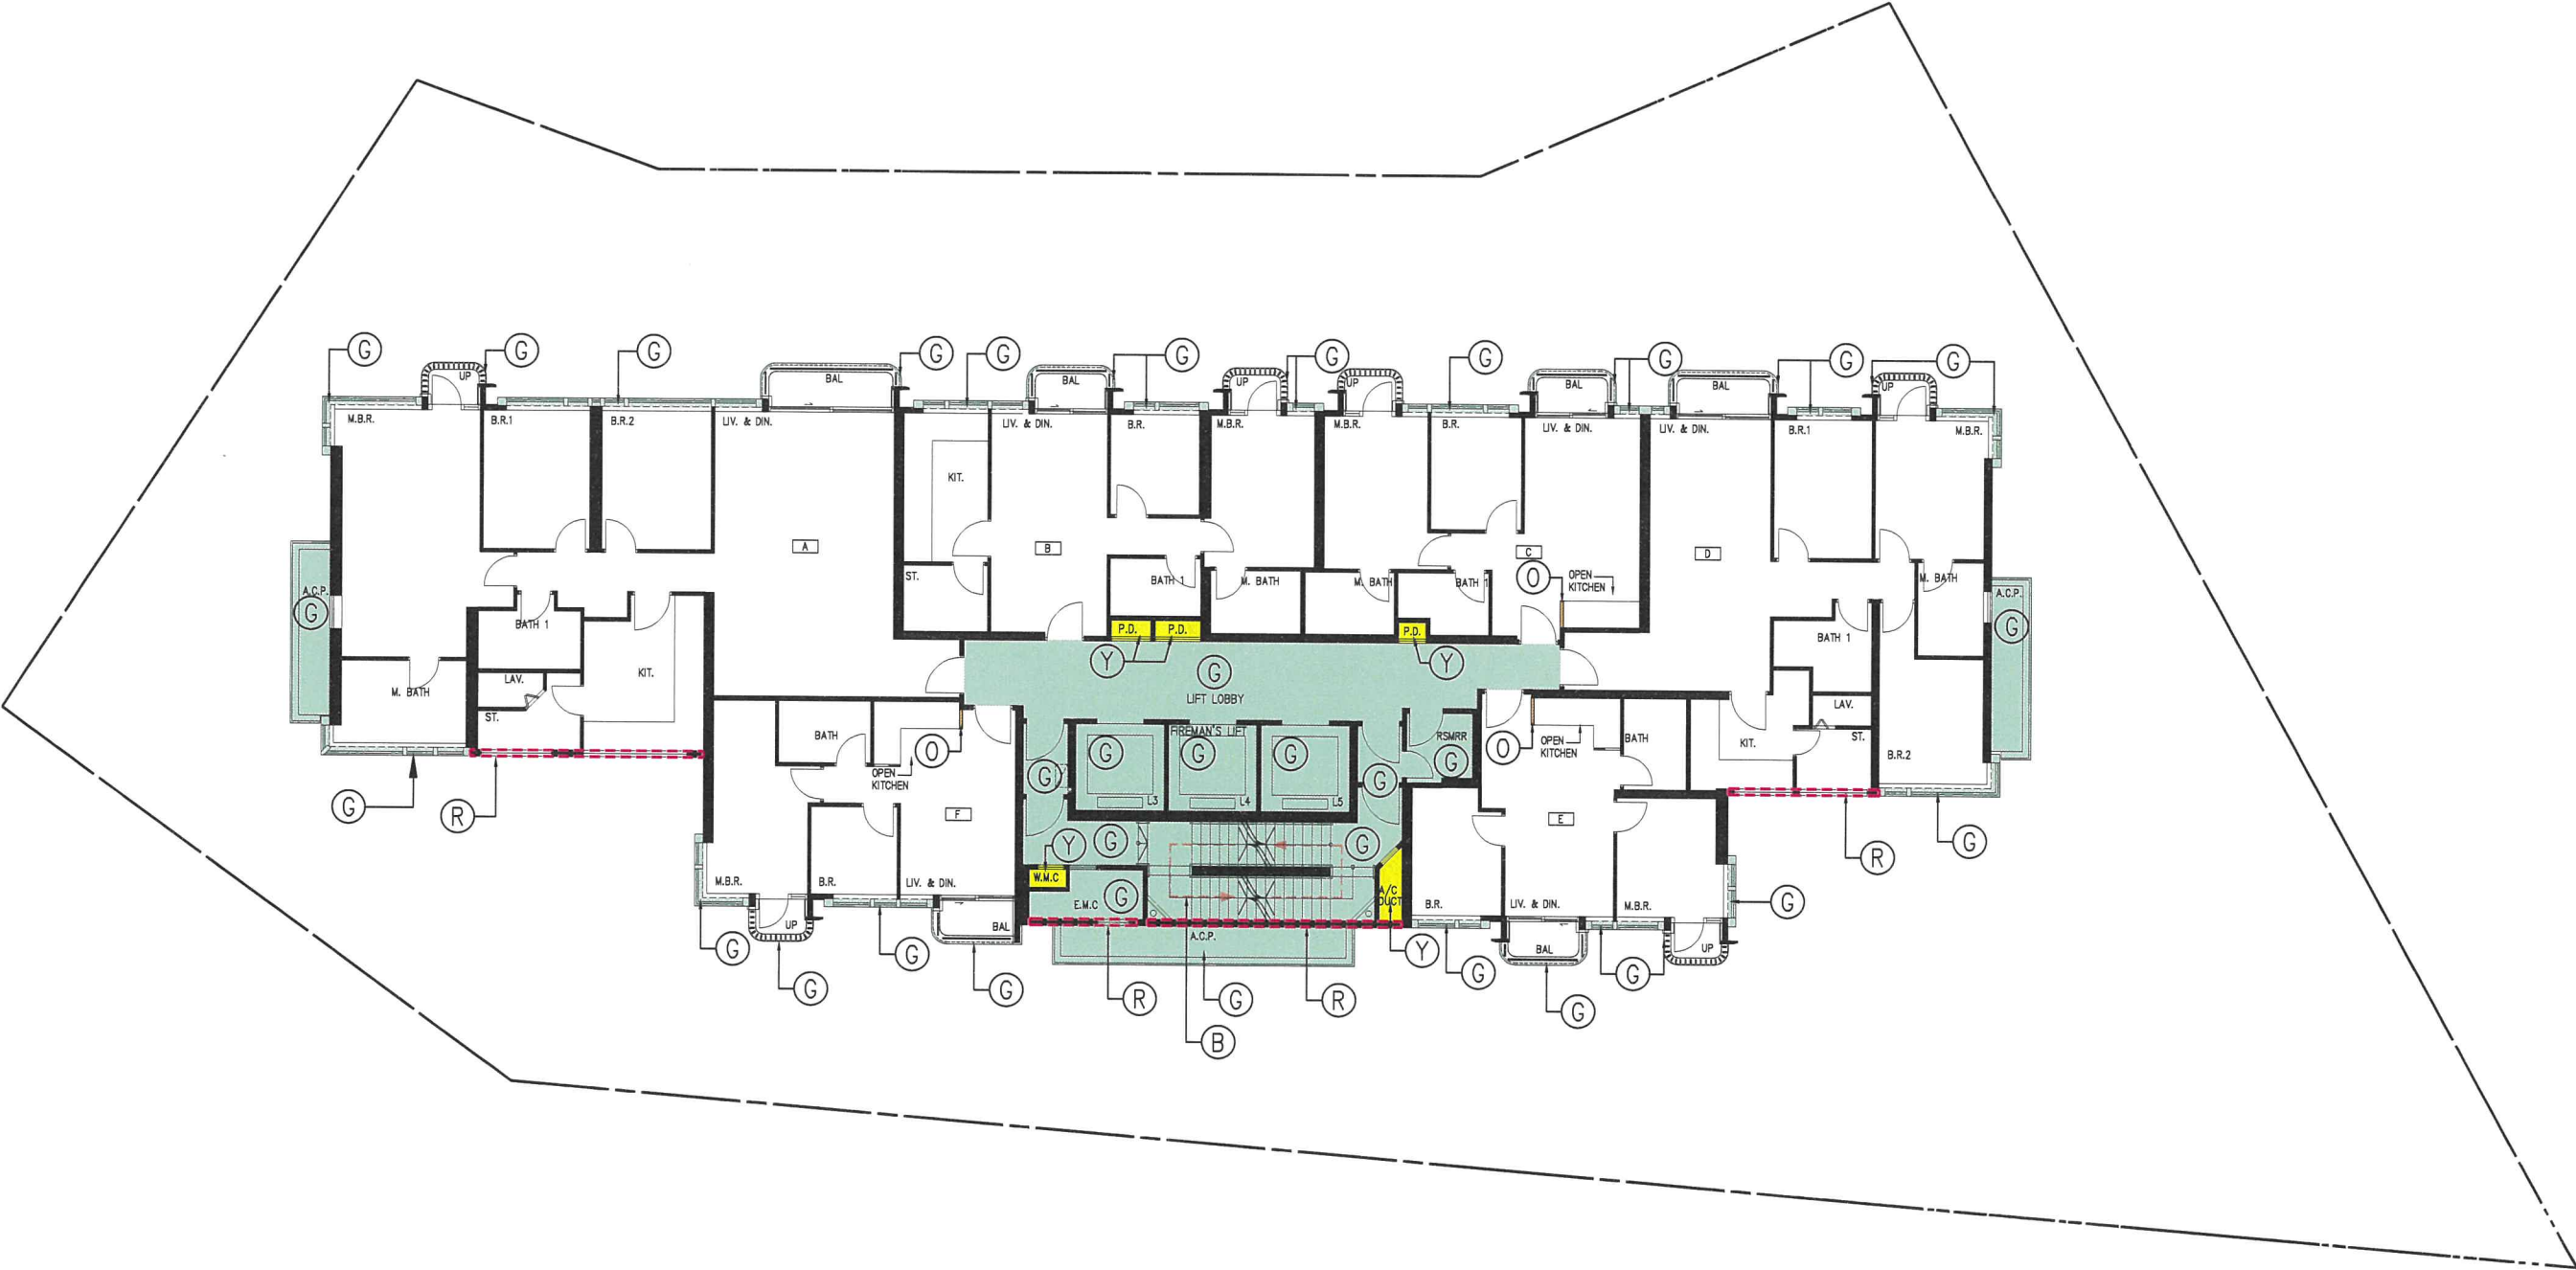 G
G
G
G
G
G
G
G
G
G
G
UP
BAL
BAL
UP
UP
BAL
BAL
UP
M.B.R.
B.R.1
B.R.2
LIV. & DIN.
LIV. & DIN.
B.R.
M.B.R.
M.B.R.
B.R.
LIV. & DIN.
LIV. & DIN.
B.R.1
M.B.R.
KIT.
A
B
C
D
ST.
BATH 1
M. BATH
M. BATH
BATH 1
O
OPEN
KITCHEN
M. BATH
A.C.P.
G
A.C.P.
G
BATH 1
P.D.
P.D.
P.D.
BATH 1
Y
Y
KIT.
LAV.
M. BATH
G
LIFT LOBBY
ST.
LAV.
BATH
O
OPEN
KITCHEN
FIREMAN'S LIFT
G
G
G
RSMRR
G
O
OPEN
KITCHEN
BATH
KIT.
ST.
B.R.2
G
G
L3
L4
L5
G
R
F
E
G
G
Y
G
R
W.M.C
E.M.C
G
A/C
DUCT
M.B.R.
B.R.
LIV. & DIN.
B.R.
LIV. & DIN.
M.B.R.
G
UP
BAL
A.C.P.
BAL
UP
G
G
Y
G
G
G
G
R
G
R
G
B